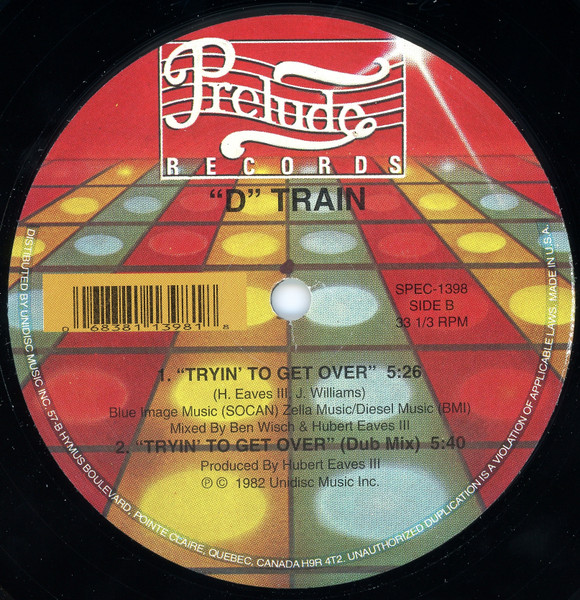 Prelude
RECORDS
"D" TRAIN
SPEC-1398
SIDE B
33 1/3 RPM
0 68381 13981 8
1. "TRYIN' TO GET OVER" 5:26
(H. Eaves III, J. Williams)
Blue Image Music (SOCAN) Zella Music/Diesel Music (BMI)
Mixed By Ben Wisch & Hubert Eaves III
2. "TRYIN' TO GET OVER" (Dub Mix) 5:40
Produced By Hubert Eaves III
℗ © 1982 Unidisc Music Inc.
DISTRIBUTED BY UNIDISC MUSIC INC. 57-B HYMUS BOULEVARD, POINTE CLAIRE, QUEBEC, CANADA H9R 4T2. UNAUTHORIZED DUPLICATION IS A VIOLATION OF APPLICABLE LAWS. MADE IN U.S.A.